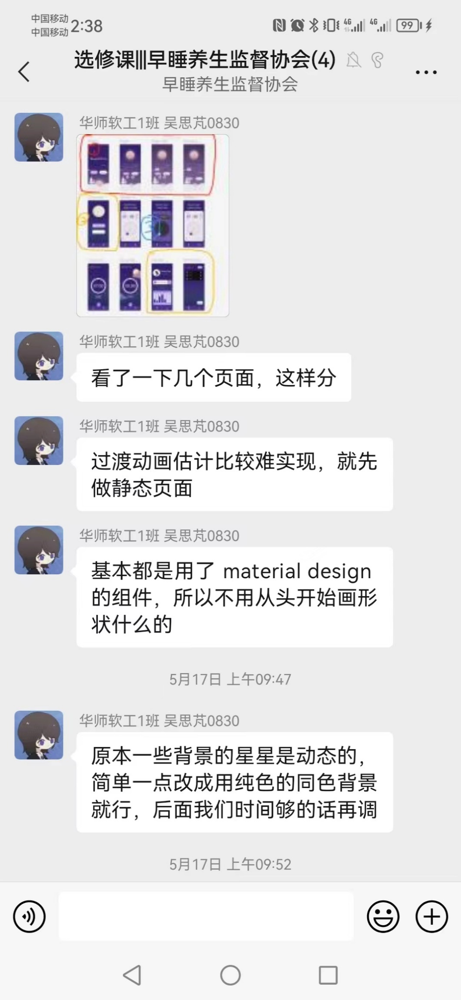 中国移动
中国移动
2:38
4G
4G
99
选修课|||早睡养生监督协会(4)
早睡养生监督协会
华师软工1班 吴思芃0830
华师软工1班 吴思芃0830
看了一下几个页面，这样分
华师软工1班 吴思芃0830
过渡动画估计比较难实现，就先
做静态页面
华师软工1班 吴思芃0830
基本都是用了 material design
的组件，所以不用从头开始画形
状什么的
5月17日 上午09:47
华师软工1班 吴思芃0830
原本一些背景的星星是动态的，
简单一点改成用纯色的同色背景
就行，后面我们时间够的话再调
5月17日 上午09:52